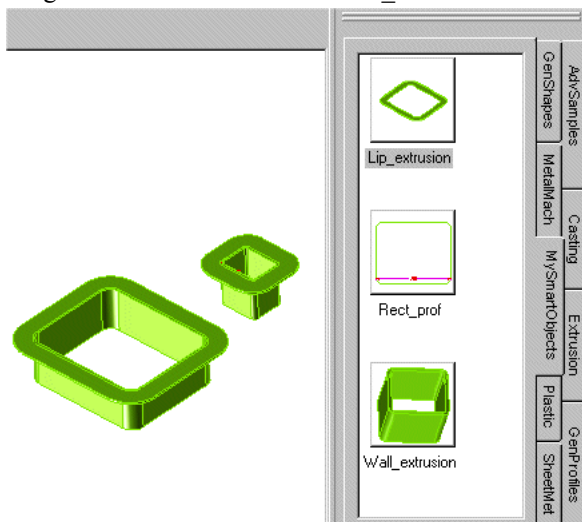 Lip_extrusion
Rect_prof
Wall_extrusion
GenShapes
MetalMach
MySmartObjects
Plastic
SheetMet
AdvSamples
Casting
Extrusion
GenProfiles